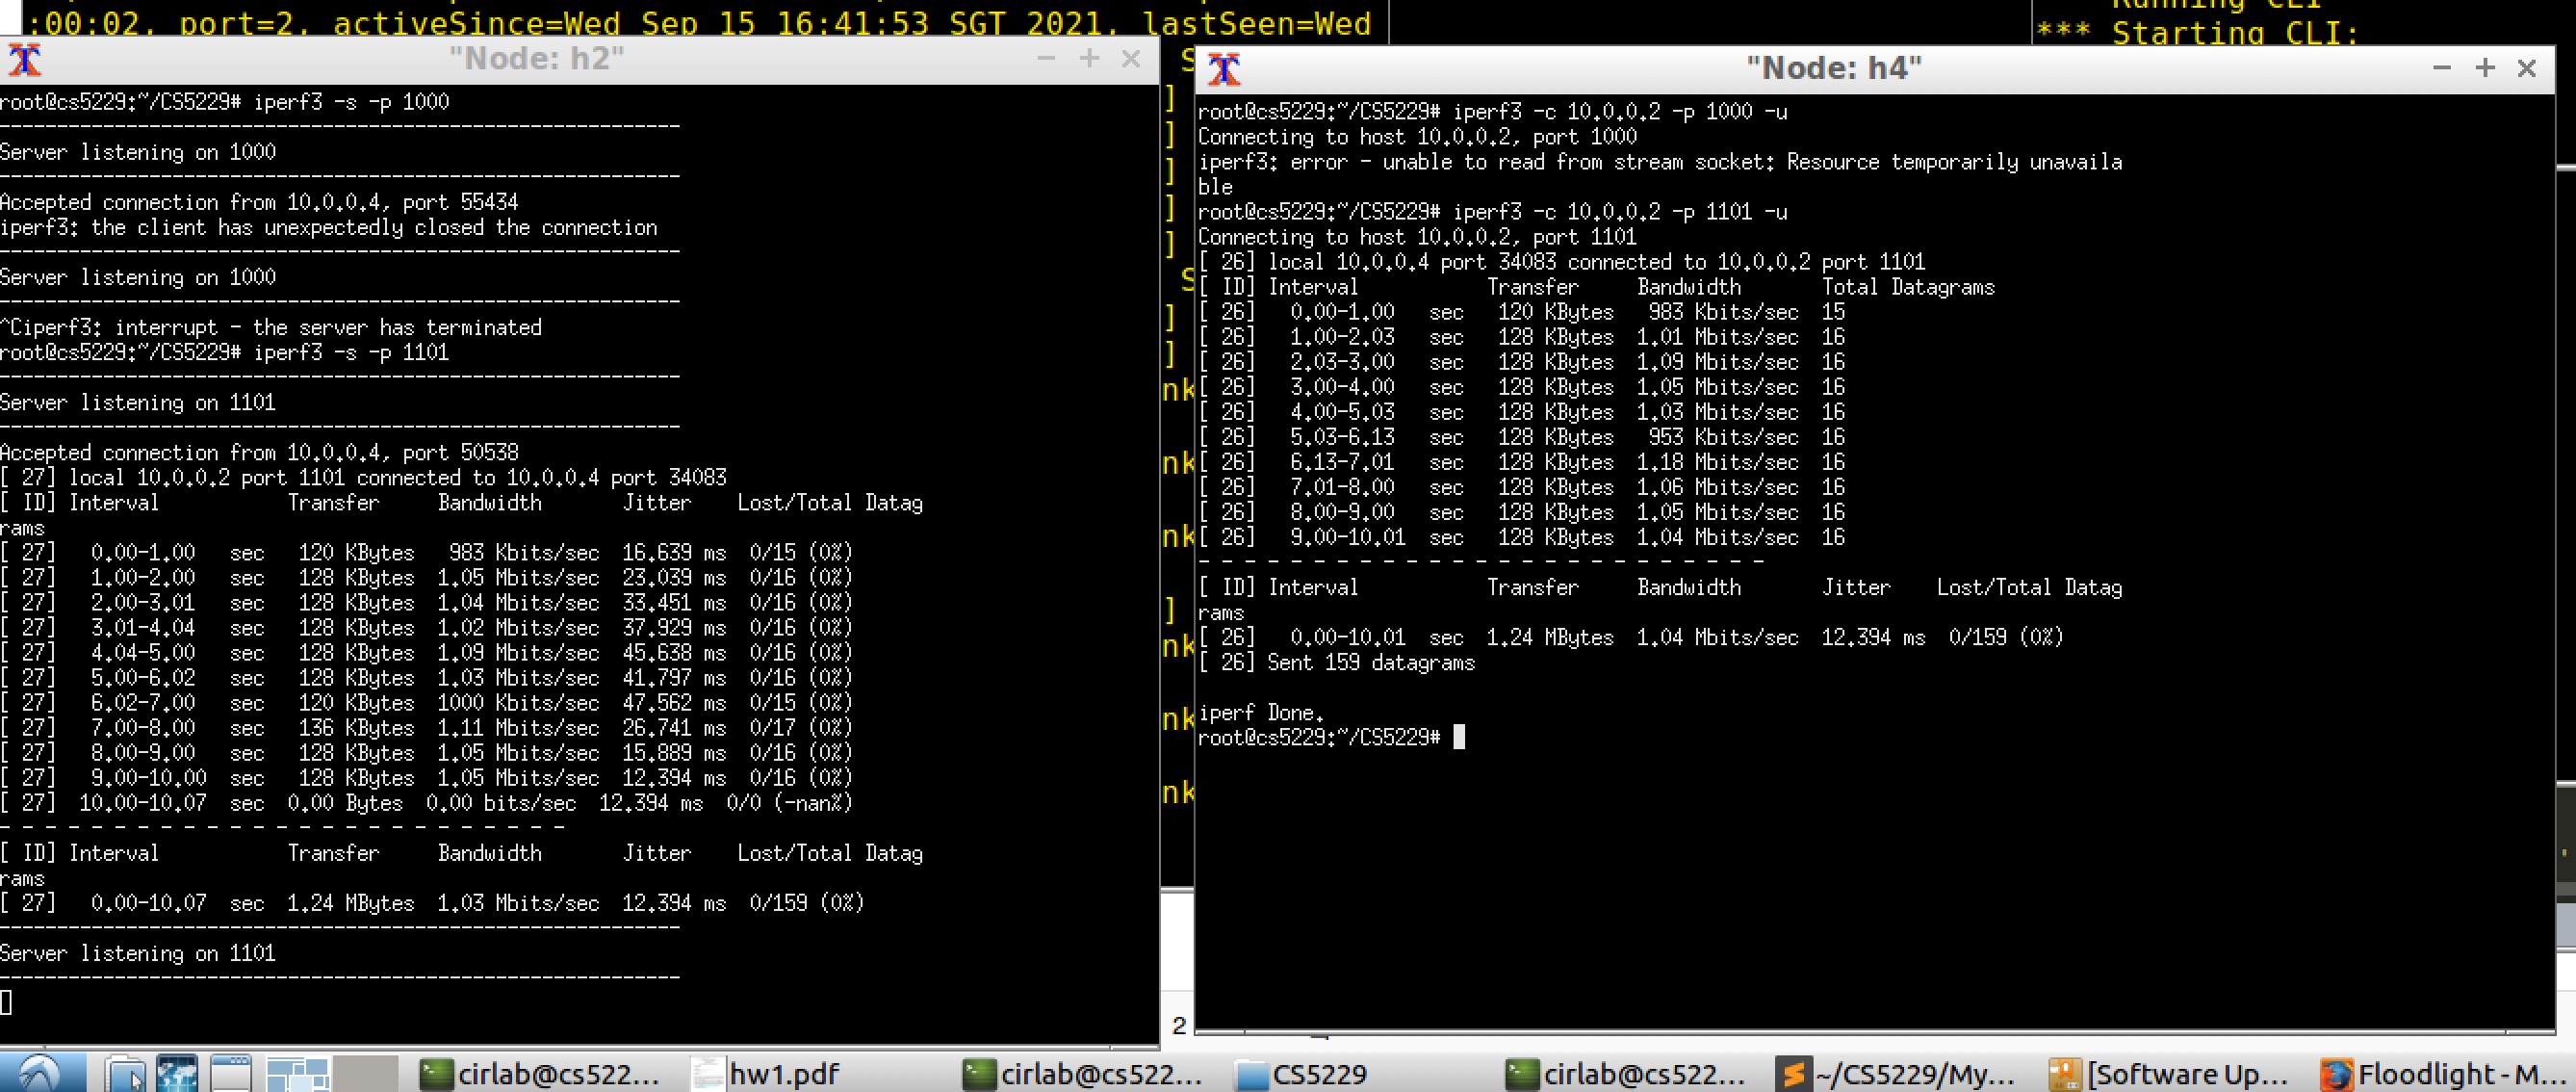 :00:02, port=2, activeSince=Wed Sep 15 16:41:53 SGT 2021, lastSeen=Wed
Running CLI
*** Starting CLI:
"Node: h2"
root@cs5229:~/CS5229# iperf3 -s -p 1000
-----------------------------------------------------------
Server listening on 1000
-----------------------------------------------------------
Accepted connection from 10.0.0.4, port 55434
iperf3: the client has unexpectedly closed the connection
-----------------------------------------------------------
Server listening on 1000
-----------------------------------------------------------
^Ciperf3: interrupt - the server has terminated
root@cs5229:~/CS5229# iperf3 -s -p 1101
-----------------------------------------------------------
Server listening on 1101
-----------------------------------------------------------
Accepted connection from 10.0.0.4, port 50538
[ 27] local 10.0.0.2 port 1101 connected to 10.0.0.4 port 34083
[ ID] Interval           Transfer     Bandwidth       Jitter    Lost/Total Datag
rams
[ 27]   0.00-1.00   sec   120 KBytes   983 Kbits/sec  16.639 ms  0/15 (0%)
[ 27]   1.00-2.00   sec   128 KBytes  1.05 Mbits/sec  23.039 ms  0/16 (0%)
[ 27]   2.00-3.01   sec   128 KBytes  1.04 Mbits/sec  33.451 ms  0/16 (0%)
[ 27]   3.01-4.04   sec   128 KBytes  1.02 Mbits/sec  37.929 ms  0/16 (0%)
[ 27]   4.04-5.00   sec   128 KBytes  1.09 Mbits/sec  45.638 ms  0/16 (0%)
[ 27]   5.00-6.02   sec   128 KBytes  1.03 Mbits/sec  41.797 ms  0/16 (0%)
[ 27]   6.02-7.00   sec   120 KBytes  1000 Kbits/sec  47.562 ms  0/15 (0%)
[ 27]   7.00-8.00   sec   136 KBytes  1.11 Mbits/sec  26.741 ms  0/17 (0%)
[ 27]   8.00-9.00   sec   128 KBytes  1.05 Mbits/sec  15.889 ms  0/16 (0%)
[ 27]   9.00-10.00  sec   128 KBytes  1.05 Mbits/sec  12.394 ms  0/16 (0%)
[ 27]  10.00-10.07  sec  0.00 Bytes  0.00 bits/sec  12.394 ms  0/0 (-nan%)
- - - - - - - - - - - - - - - - - - - - - - - - -
[ ID] Interval           Transfer     Bandwidth       Jitter    Lost/Total Datag
rams
[ 27]   0.00-10.07  sec  1.24 MBytes  1.03 Mbits/sec  12.394 ms  0/159 (0%)
-----------------------------------------------------------
Server listening on 1101
-----------------------------------------------------------
"Node: h4"
root@cs5229:~/CS5229# iperf3 -c 10.0.0.2 -p 1000 -u
Connecting to host 10.0.0.2, port 1000
iperf3: error - unable to read from stream socket: Resource temporarily unavaila
ble
root@cs5229:~/CS5229# iperf3 -c 10.0.0.2 -p 1101 -u
Connecting to host 10.0.0.2, port 1101
[ 26] local 10.0.0.4 port 34083 connected to 10.0.0.2 port 1101
[ ID] Interval           Transfer     Bandwidth       Total Datagrams
[ 26]   0.00-1.00   sec   120 KBytes   983 Kbits/sec  15
[ 26]   1.00-2.03   sec   128 KBytes  1.01 Mbits/sec  16
[ 26]   2.03-3.00   sec   128 KBytes  1.09 Mbits/sec  16
[ 26]   3.00-4.00   sec   128 KBytes  1.05 Mbits/sec  16
[ 26]   4.00-5.03   sec   128 KBytes  1.03 Mbits/sec  16
[ 26]   5.03-6.13   sec   128 KBytes   953 Kbits/sec  16
[ 26]   6.13-7.01   sec   128 KBytes  1.18 Mbits/sec  16
[ 26]   7.01-8.00   sec   128 KBytes  1.06 Mbits/sec  16
[ 26]   8.00-9.00   sec   128 KBytes  1.05 Mbits/sec  16
[ 26]   9.00-10.01  sec   128 KBytes  1.04 Mbits/sec  16
- - - - - - - - - - - - - - - - - - - - - - - - -
[ ID] Interval           Transfer     Bandwidth       Jitter    Lost/Total Datag
rams
[ 26]   0.00-10.01  sec  1.24 MBytes  1.04 Mbits/sec  12.394 ms  0/159 (0%)
[ 26] Sent 159 datagrams
iperf Done.
root@cs5229:~/CS5229#
2
cirlab@cs522... hw1.pdf cirlab@cs522... CS5229 cirlab@cs522... ~/CS5229/My... [Software Up... Floodlight - M...